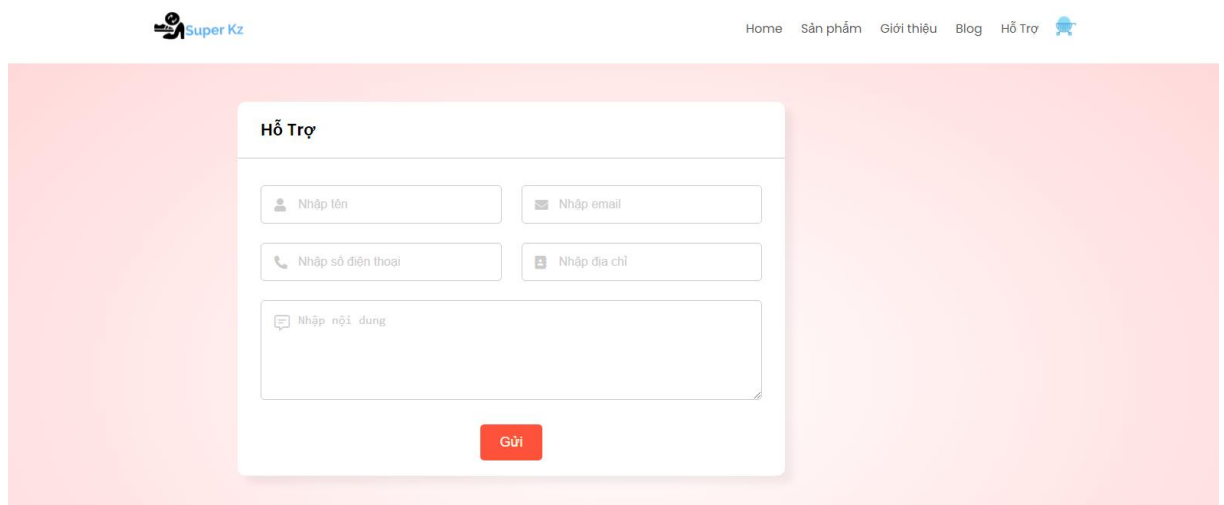 Super Kz
Home Sản phẩm Giới thiệu Blog Hỗ Trợ
Hỗ Trợ
Nhập tên Nhập email
Nhập số điện thoại Nhập địa chỉ
Nhập nội dung
Gửi